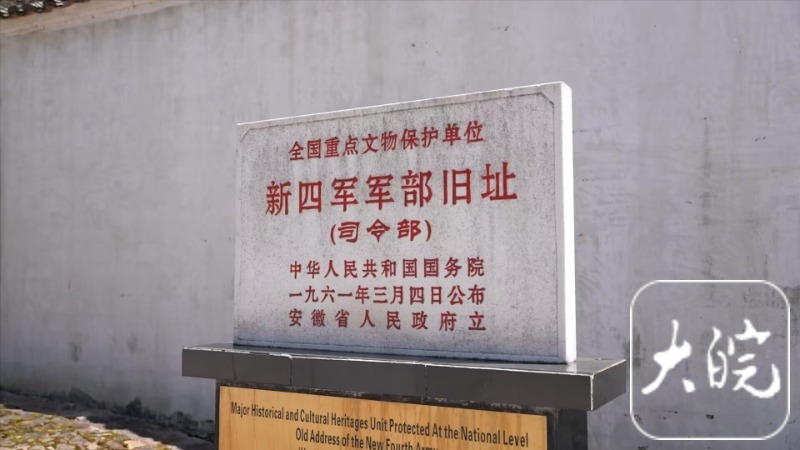 全国重点文物保护单位
新四军军部旧址
(司令部)
中华人民共和国国务院
一九六一年三月四日公布
安徽省人民政府立
Major Historical and Cultural Heritages Unit Protected At the National Level
Old Address of the New Fourth
大皖